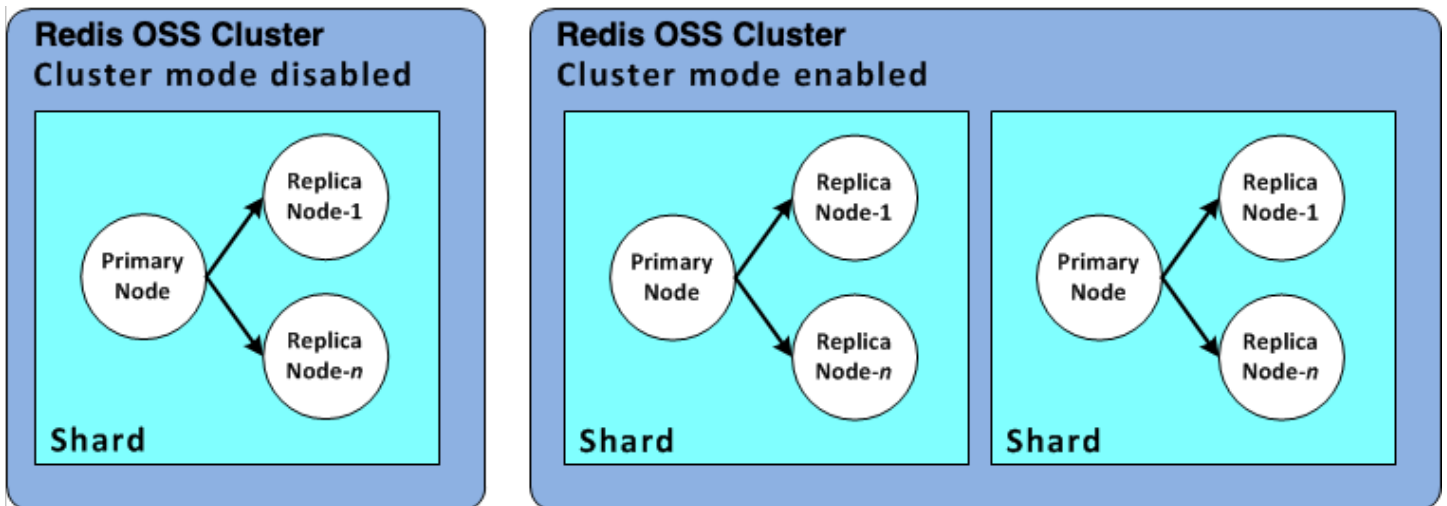 Redis OSS Cluster
Cluster mode disabled
Replica
Node-1
Primary
Node
Replica
Node-n
Shard
Redis OSS Cluster
Cluster mode enabled
Replica
Node-1
Primary
Node
Replica
Node-n
Shard
Replica
Node-1
Primary
Node
Replica
Node-n
Shard